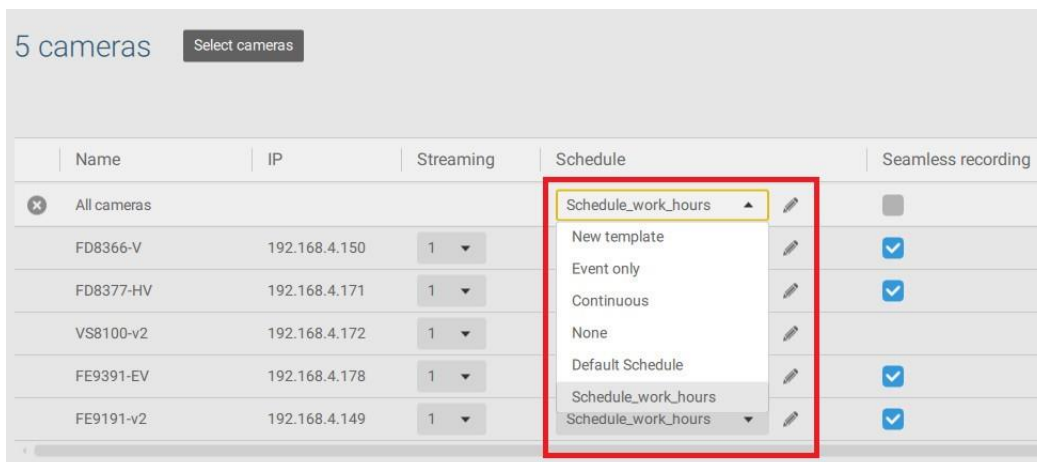 5 cameras Select cameras
Name IP Streaming Schedule Seamless recording
All cameras Schedule_work_hours
FD8366-V 192.168.4.150 1 New template
Event only
FD8377-HV 192.168.4.171 1 Continuous
VS8100-v2 192.168.4.172 1 None
Default Schedule
FE9391-EV 192.168.4.178 1
Schedule_work_hours
FE9191-v2 192.168.4.149 1 Schedule_work_hours